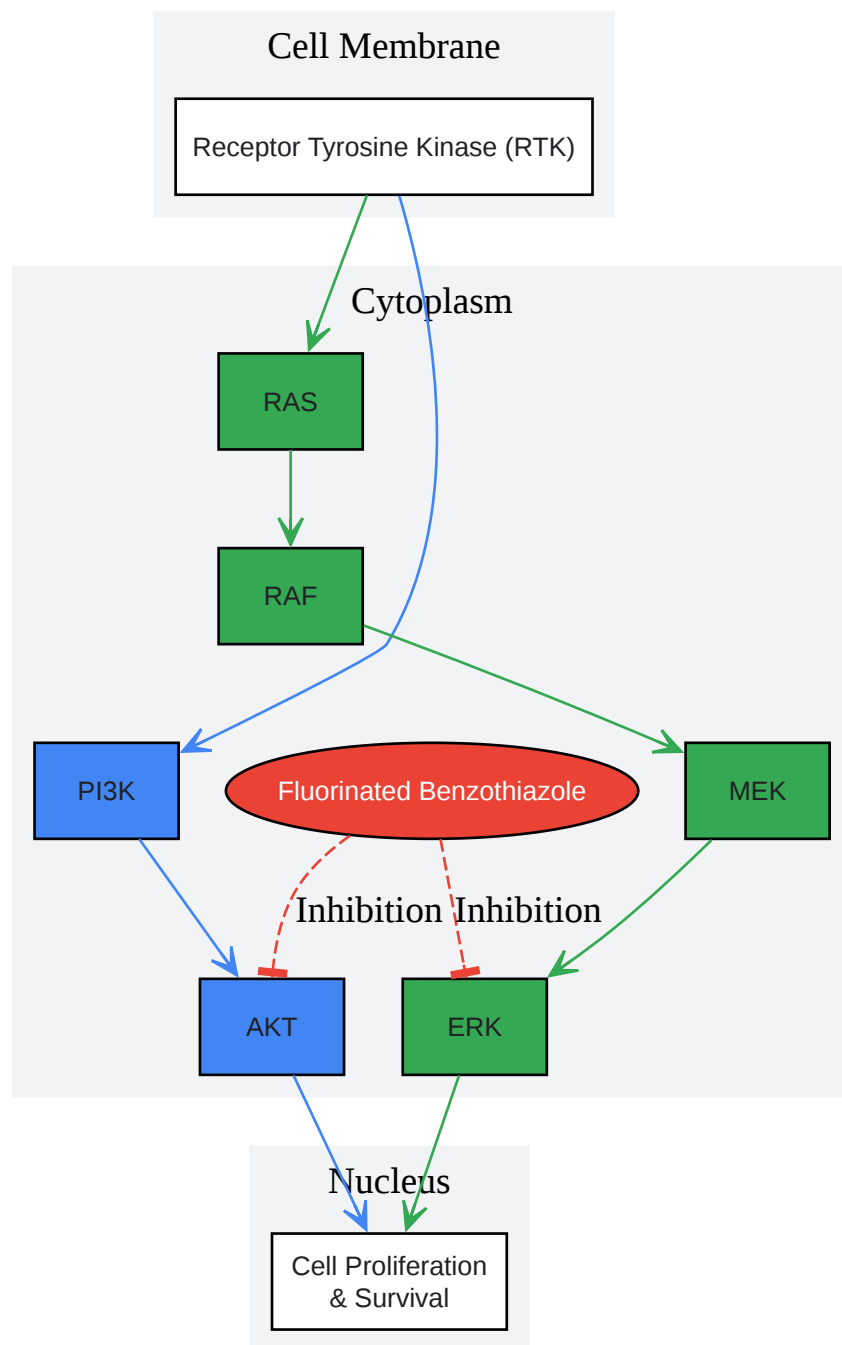 Cell Membrane
Receptor Tyrosine Kinase (RTK)
Cytoplasm
RAS
RAF
PI3K
Fluorinated Benzothiazole
MEK
Inhibition
Inhibition
AKT
ERK
Nucleus
Cell Proliferation
& Survival